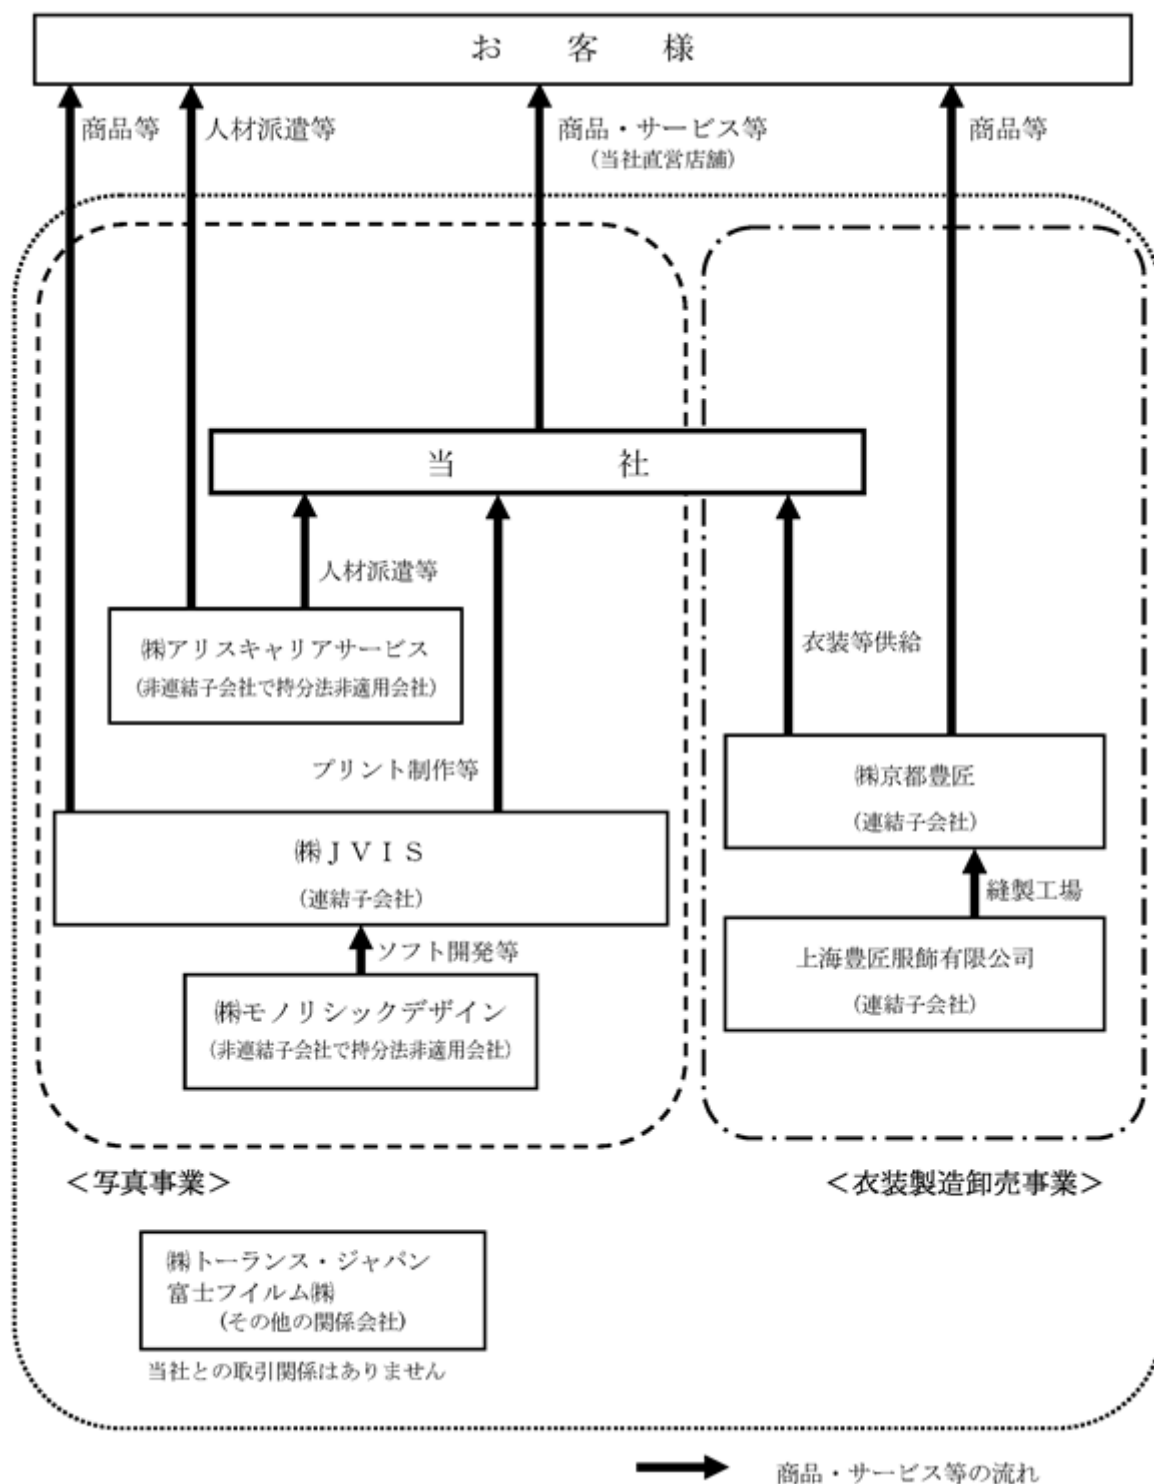 お客様
商品等
人材派遣等
商品・サービス等
(当社直営店舗)
商品等
当社
人材派遣等
㈱アリスキャリアサービス
(非連結子会社で持分法非適用会社)
衣装等供給
プリント制作等
㈱京都豊匠
(連結子会社)
㈱ＪＶＩＳ
(連結子会社)
縫製工場
ソフト開発等
上海豊匠服飾有限公司
(連結子会社)
㈱モノリシックデザイン
(非連結子会社で持分法非適用会社)
＜写真事業＞
＜衣装製造卸売事業＞
㈱トーランス・ジャパン
富士フイルム㈱
(その他の関係会社)
当社との取引関係はありません
商品・サービス等の流れ